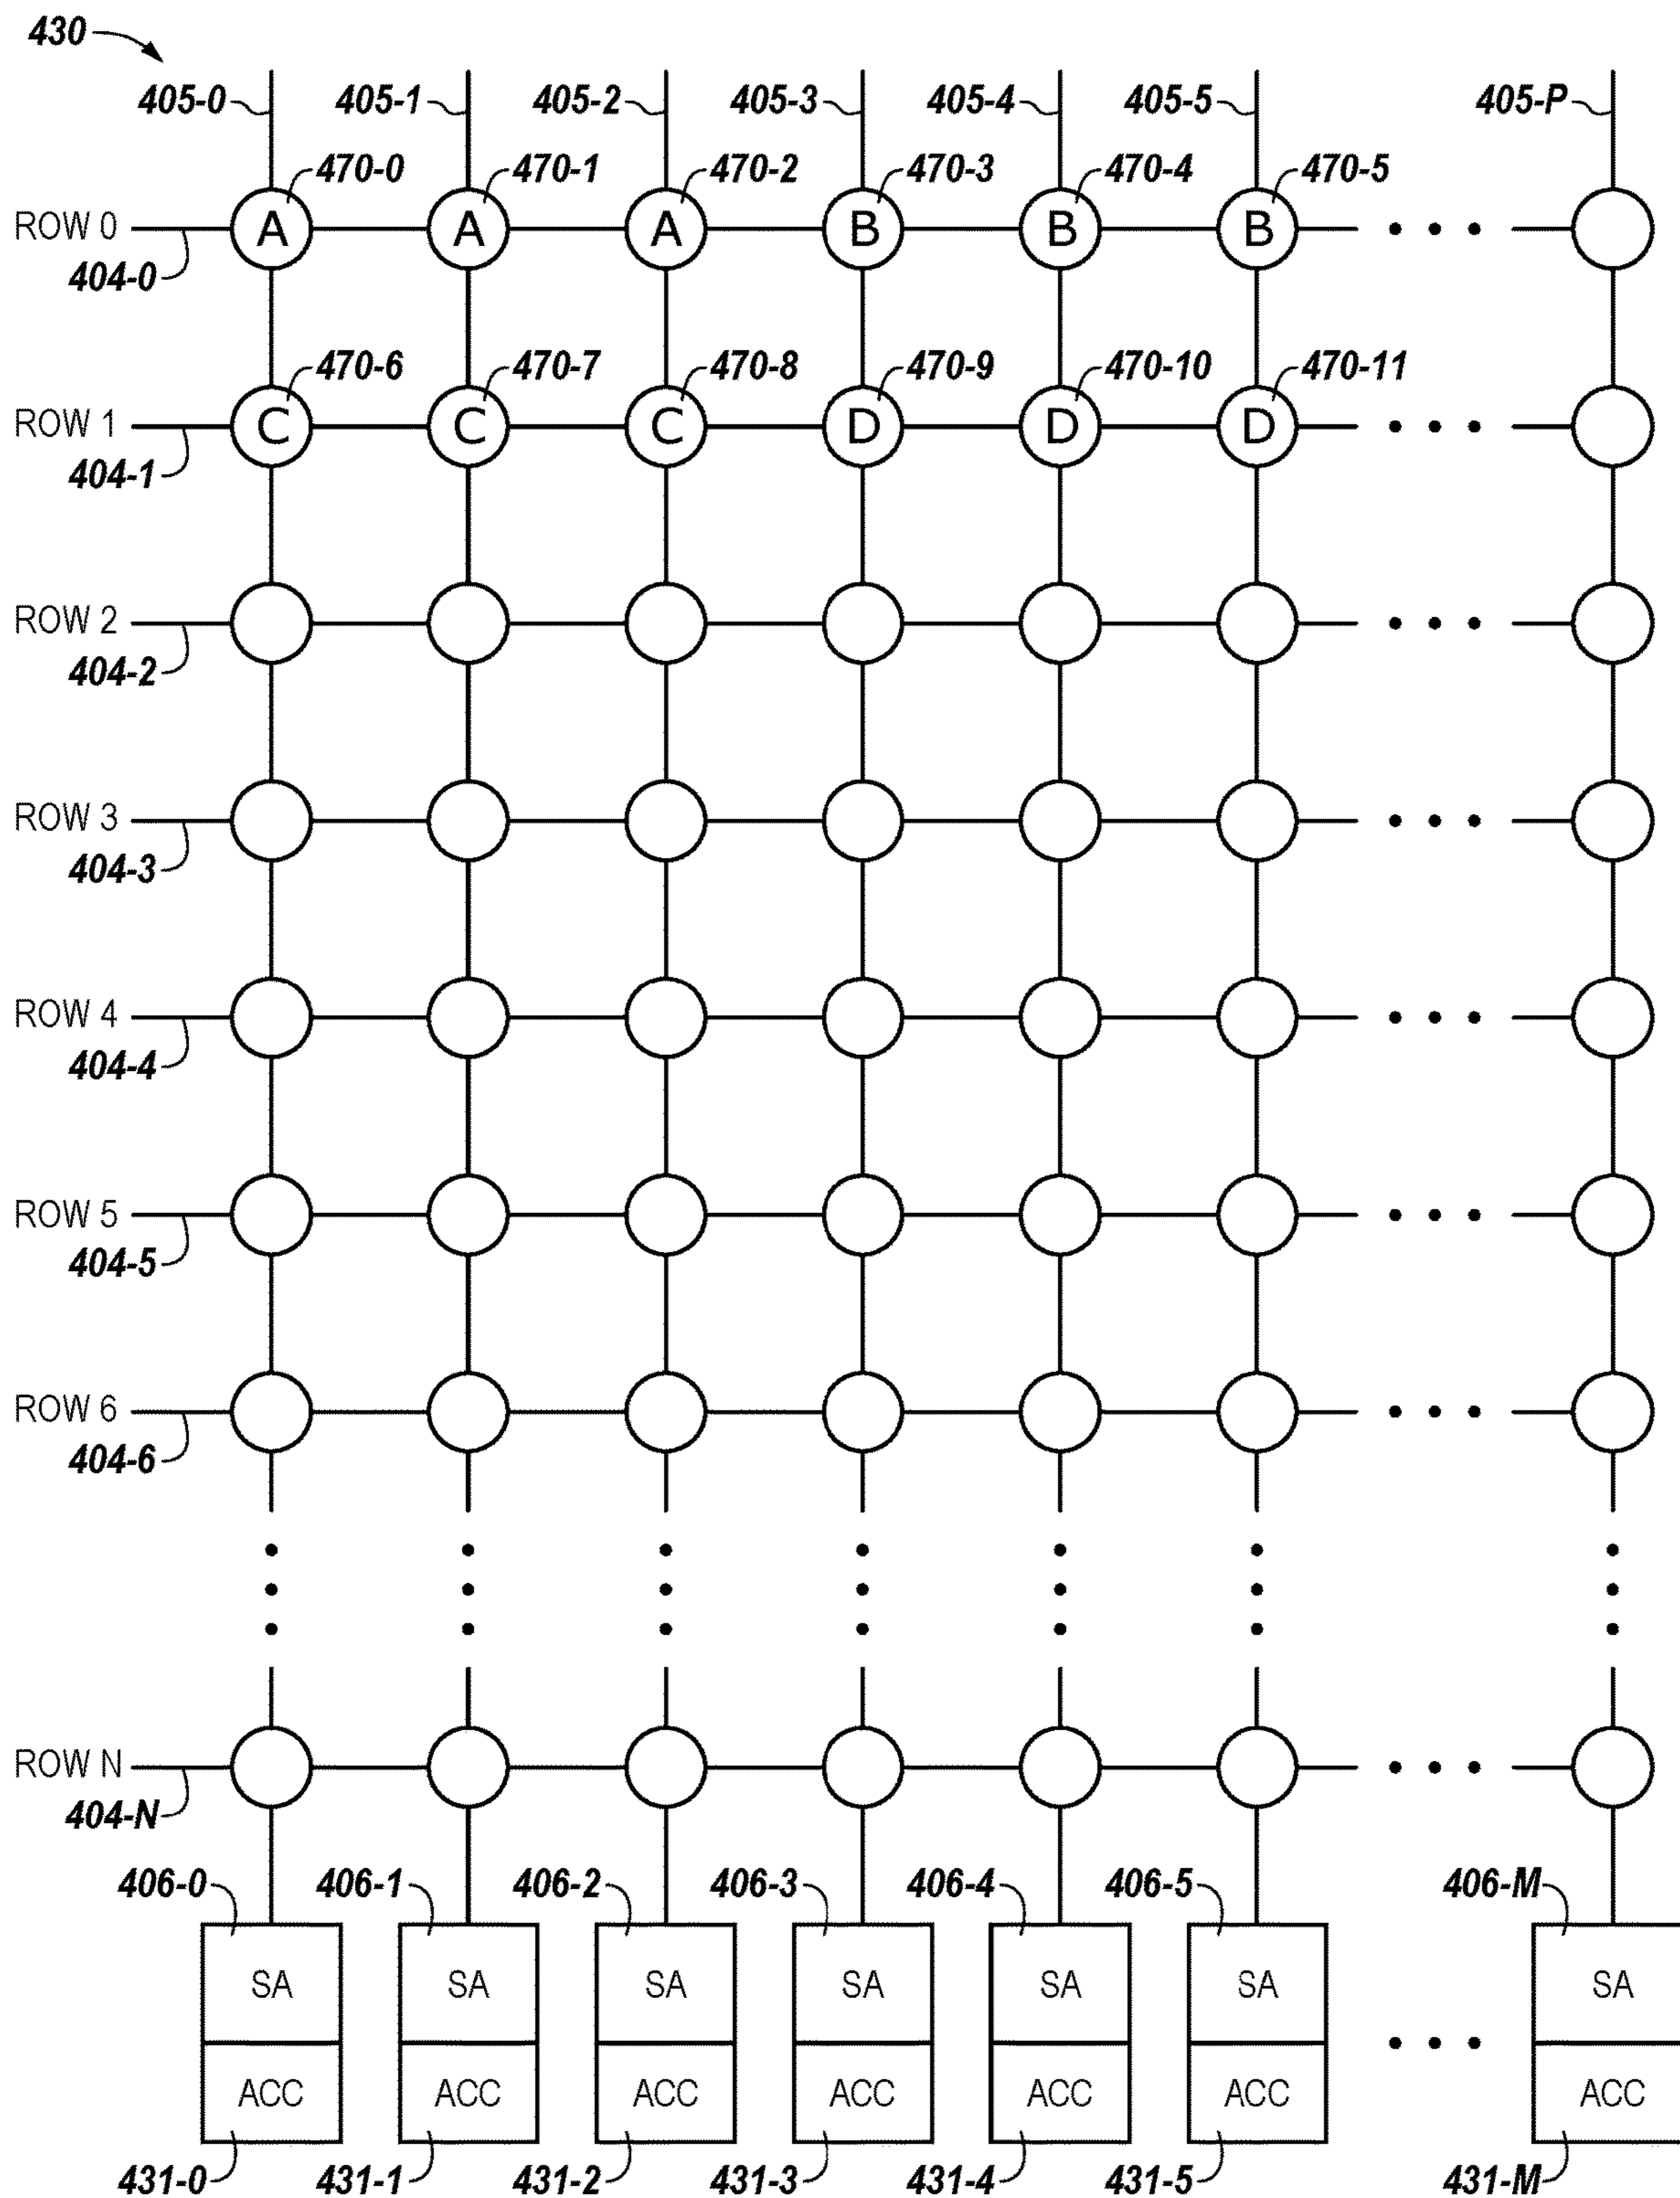 430
405-0 405-1 405-2 405-3 405-4 405-5 405-P
470-0 470-1 470-2 470-3 470-4 470-5
ROW 0 A A A B B B
404-0
470-6 470-7 470-8 470-9 470-10 470-11
ROW 1 C C C D D D
404-1
ROW 2
404-2
ROW 3
404-3
ROW 4
404-4
ROW 5
404-5
ROW 6
404-6
ROW N
404-N
406-0 406-1 406-2 406-3 406-4 406-5 406-M
SA SA SA SA SA SA SA
ACC ACC ACC ACC ACC ACC ACC
431-0 431-1 431-2 431-3 431-4 431-5 431-M